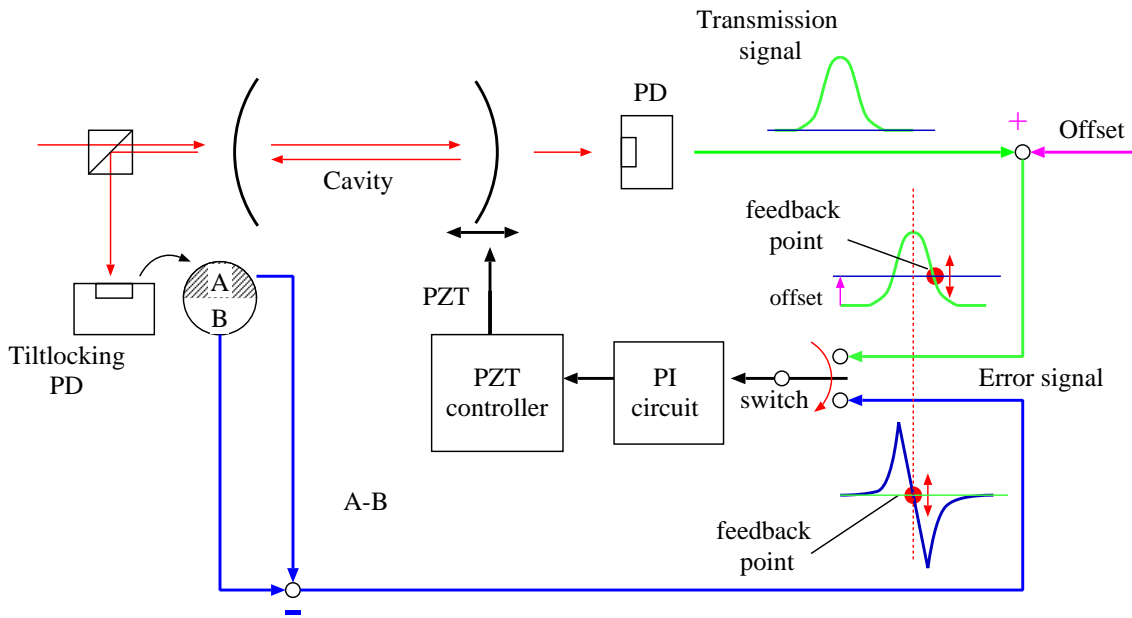 Transmission
signal
PD
+
Offset
Cavity
feedback
point
offset
A
B
PZT
Tiltlocking
PD
PZT
controller
PI
circuit
switch
Error signal
A-B
feedback
point
-